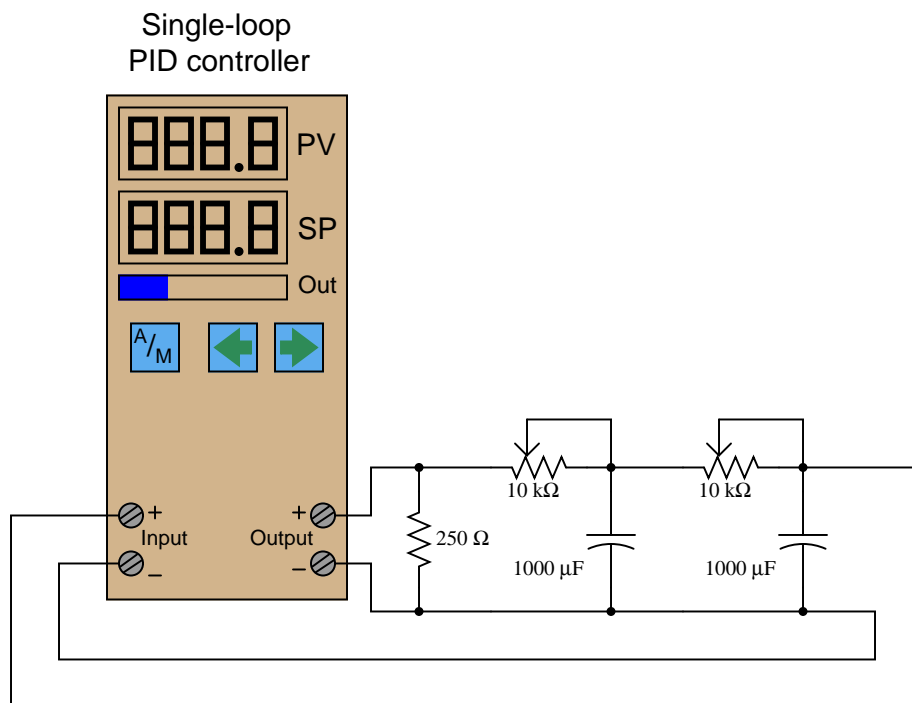 Single-loop
PID controller
888.8 PV
888.8 SP
Out
A/M
+ +
Input Output
− −
250 Ω
10 kΩ 10 kΩ
1000 μF 1000 μF